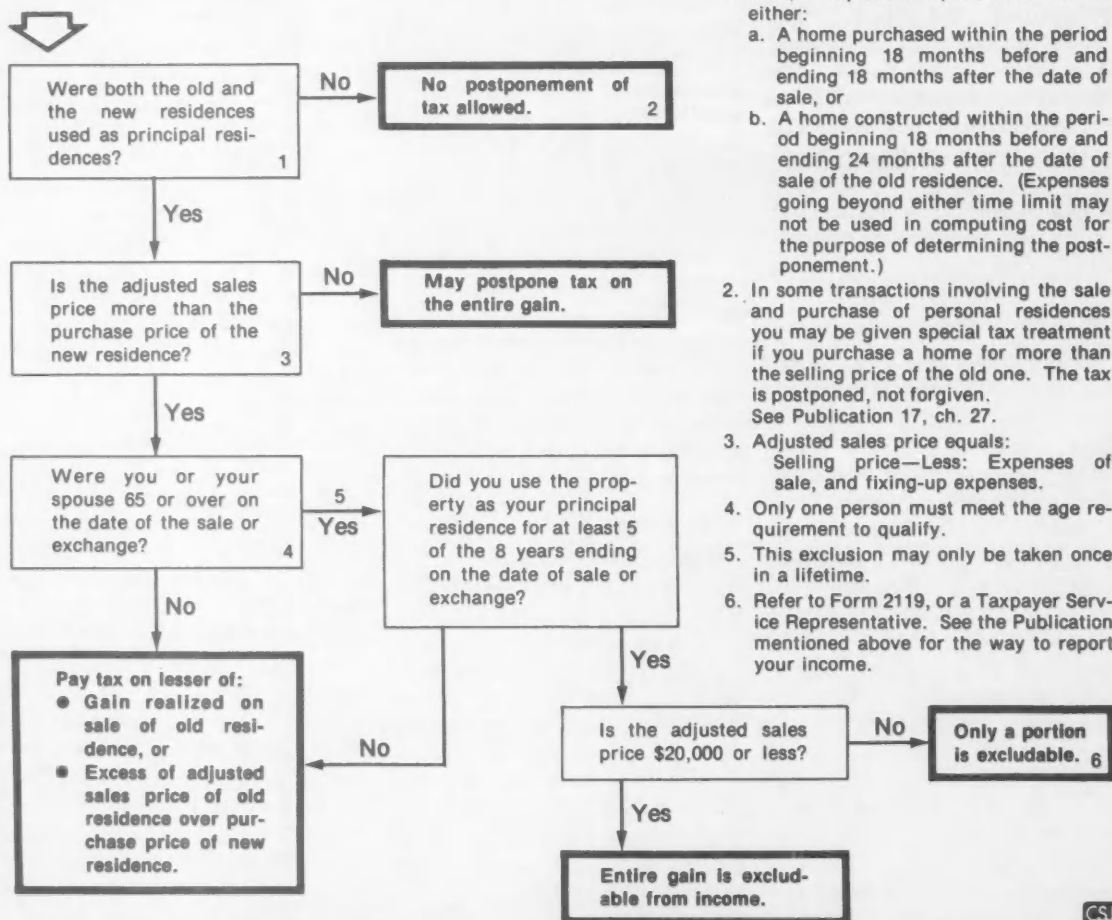 Were both the old and
the new residences
used as principal resi-
dences?
1
No
No postponement of
tax allowed.
2
Yes
Is the adjusted sales
price more than the
purchase price of the
new residence?
3
No
May postpone tax on
the entire gain.
Yes
Were you or your
spouse 65 or over on
the date of the sale or
exchange?
4
5
Yes
Did you use the prop-
erty as your principal
residence for at least 5
of the 8 years ending
on the date of sale or
exchange?
No
Pay tax on lesser of:
● Gain realized on
sale of old resi-
dence, or
● Excess of adjusted
sales price of old
residence over pur-
chase price of new
residence.
No
Yes
Is the adjusted sales
price $20,000 or less?
No
Only a portion
is excludable. 6
Yes
Entire gain is exclud-
able from income.
either:
a. A home purchased within the period
beginning 18 months before and
ending 18 months after the date of
sale, or
b. A home constructed within the peri-
od beginning 18 months before and
ending 24 months after the date of
sale of the old residence. (Expenses
going beyond either time limit may
not be used in computing cost for
the purpose of determining the post-
ponement.)
2. In some transactions involving the sale
and purchase of personal residences
you may be given special tax treatment
if you purchase a home for more than
the selling price of the old one. The tax
is postponed, not forgiven.
See Publication 17, ch. 27.
3. Adjusted sales price equals:
Selling price—Less: Expenses of
sale, and fixing-up expenses.
4. Only one person must meet the age re-
quirement to qualify.
5. This exclusion may only be taken once
in a lifetime.
6. Refer to Form 2119, or a Taxpayer Serv-
ice Representative. See the Publication
mentioned above for the way to report
your income.